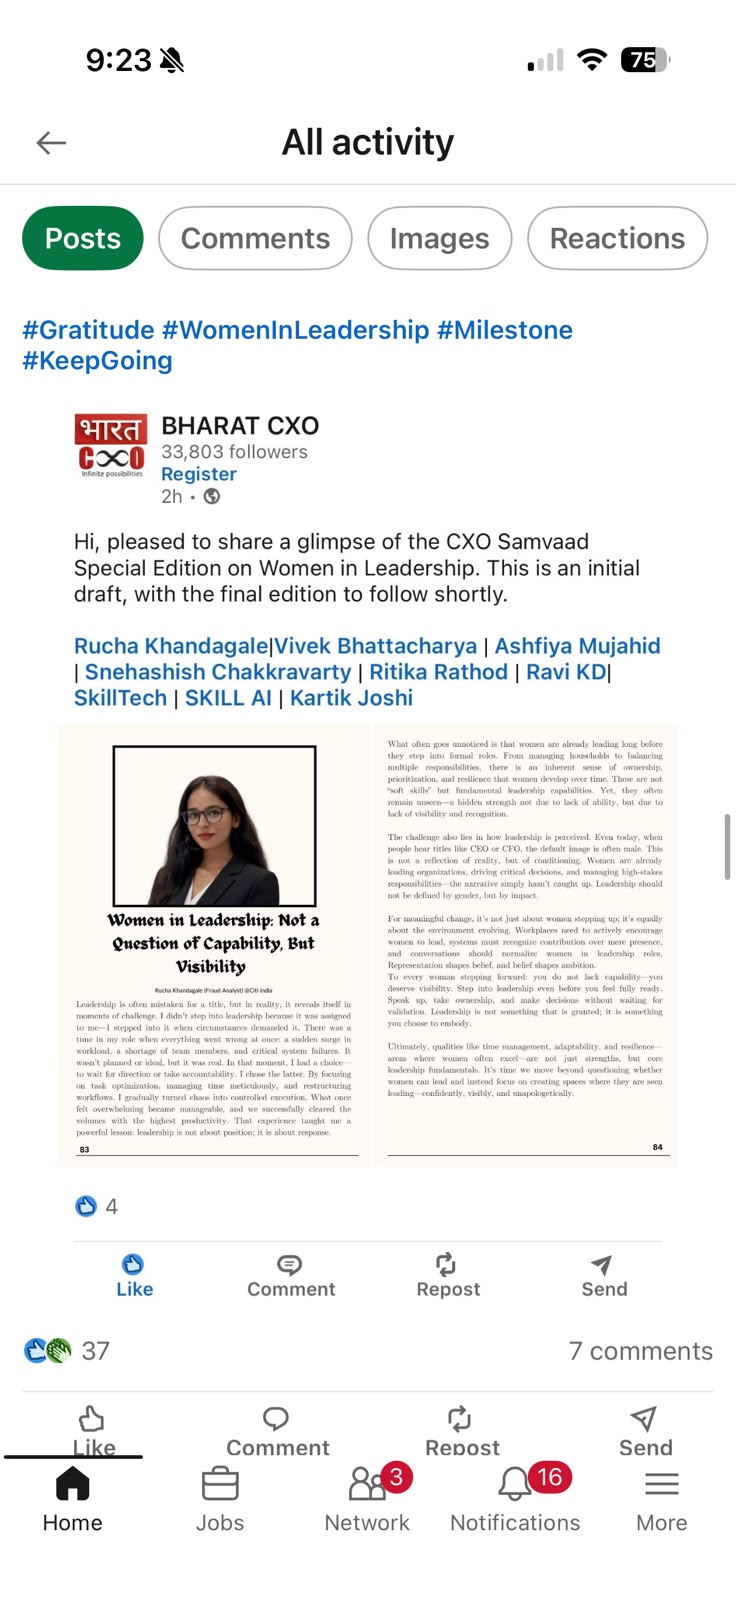 9:23
75
All activity
Posts
Comments
Images
Reactions
#Gratitude #WomenInLeadership #Milestone
#KeepGoing
भारत
CXO
Infinite possibilities
BHARAT CXO
33,803 followers
Register
2h •
Hi, pleased to share a glimpse of the CXO Samvaad
Special Edition on Women in Leadership. This is an initial
draft, with the final edition to follow shortly.
Rucha Khandagale|Vivek Bhattacharya | Ashfiya Mujahid
| Snehashish Chakkravarty | Ritika Rathod | Ravi KD|
SkillTech | SKILL AI | Kartik Joshi
Women in Leadership: Not a
Question of Capability, But
Visibility
Rucha Khandagale (Fraud Analyst) @Citi india
Leadership is often mistaken for a title, but in reality, it reveals itself in
moments of challenge. I didn't step into leadership because it was assigned
to me—I stepped into it when circumstances demanded it. There was a
time in my role when everything went wrong at once: a sudden surge in
workload, a shortage of team members, and critical system failures. It
wasn't planned or ideal, but it was real. In that moment, I had a choice—
to wait for direction or take accountability. I chose the latter. By focusing
on task optimization, managing time meticulously, and restructuring
workflows, I gradually turned chaos into controlled execution. What once
felt overwhelming became manageable, and we successfully cleared the
volumes with the highest productivity. That experience taught me a
powerful lesson: leadership is not about position; it is about response.
83
What often goes unnoticed is that women are already leading long before
they step into formal roles. From managing households to balancing
multiple responsibilities, there is an inherent sense of ownership,
prioritization, and resilience that women develop over time. These are not
"soft skills" but fundamental leadership capabilities. Yet, they often
remain unseen—a hidden strength not due to lack of ability, but due to
lack of visibility and recognition.
The challenge also lies in how leadership is perceived. Even today, when
people hear titles like CEO or CFO, the default image is often male. This
is not a reflection of reality, but of conditioning. Women are already
leading organizations, driving critical decisions, and managing high-stakes
responsibilities—the narrative simply hasn't caught up. Leadership should
not be defined by gender, but by impact.
For meaningful change, it's not just about women stepping up; it's equally
about the environment evolving. Workplaces need to actively encourage
women to lead, systems must recognize contribution over mere presence,
and conversations should normalize women in leadership roles.
Representation shapes belief, and belief shapes ambition.
To every woman stepping forward: you do not lack capability—you
deserve visibility. Step into leadership even before you feel fully ready.
Speak up, take ownership, and make decisions without waiting for
validation. Leadership is not something that is granted; it is something
you choose to embody.
Ultimately, qualities like time management, adaptability, and resilience—
areas where women often excel—are not just strengths, but core
leadership fundamentals. It's time we move beyond questioning whether
women can lead and instead focus on creating spaces where they are seen
leading—confidently, visibly, and unapologetically.
84
4
Like
Comment
Repost
Send
37
7 comments
Like
Comment
Repost
Send
3
16
Home
Jobs
Network
Notifications
More